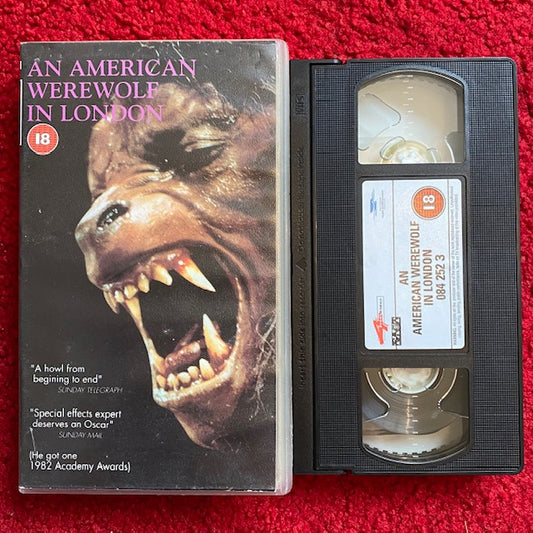 AN AMERICAN
WEREWOLF
IN LONDON
18
"A howl from
begining to end"
SUNDAY TELEGRAPH
"Special effects expert
deserves an Oscar"
SUNDAY MAIL
(He got one
1982 Academy Awards)
VHS
18
AN
AMERICAN WEREWOLF
IN LONDON
084 252 3